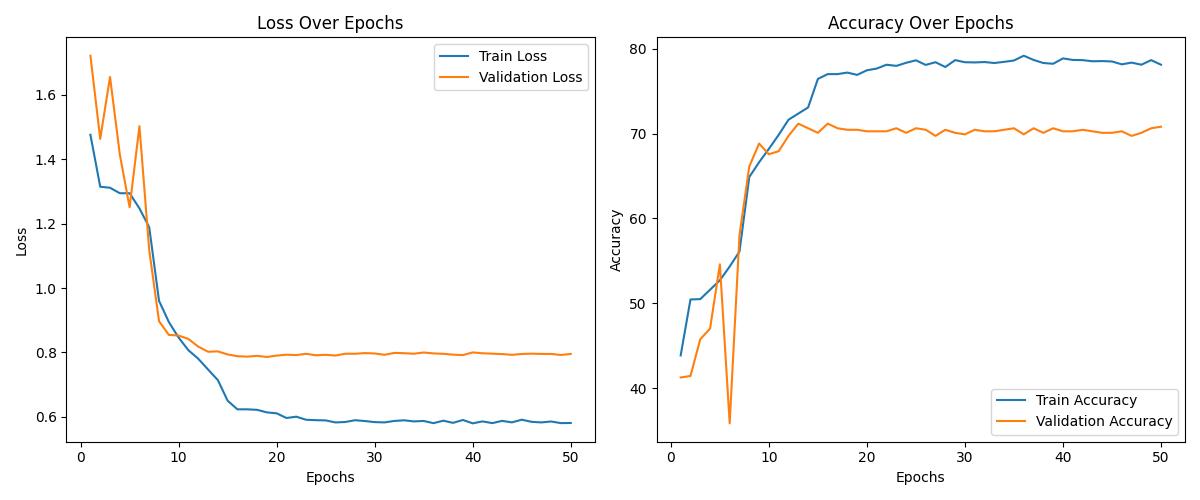 Loss Over Epochs
Train Loss
Validation Loss
1.6
1.4
1.2
1.0
0.8
0.6
Loss
0
10
20
30
40
50
Epochs
Accuracy Over Epochs
80
70
60
50
40
Accuracy
Train Accuracy
Validation Accuracy
0
10
20
30
40
50
Epochs